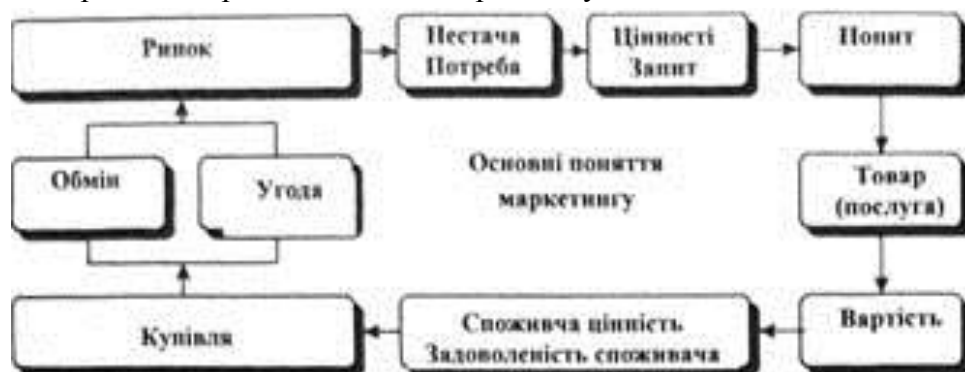 Ринок
Нестача
Потреба
Цінності
Запит
Попит
Обмін
Угода
Основні поняття
маркетингу
Товар
(послуга)
Купівля
Споживча цінність
Задоволеність споживача
Вартість